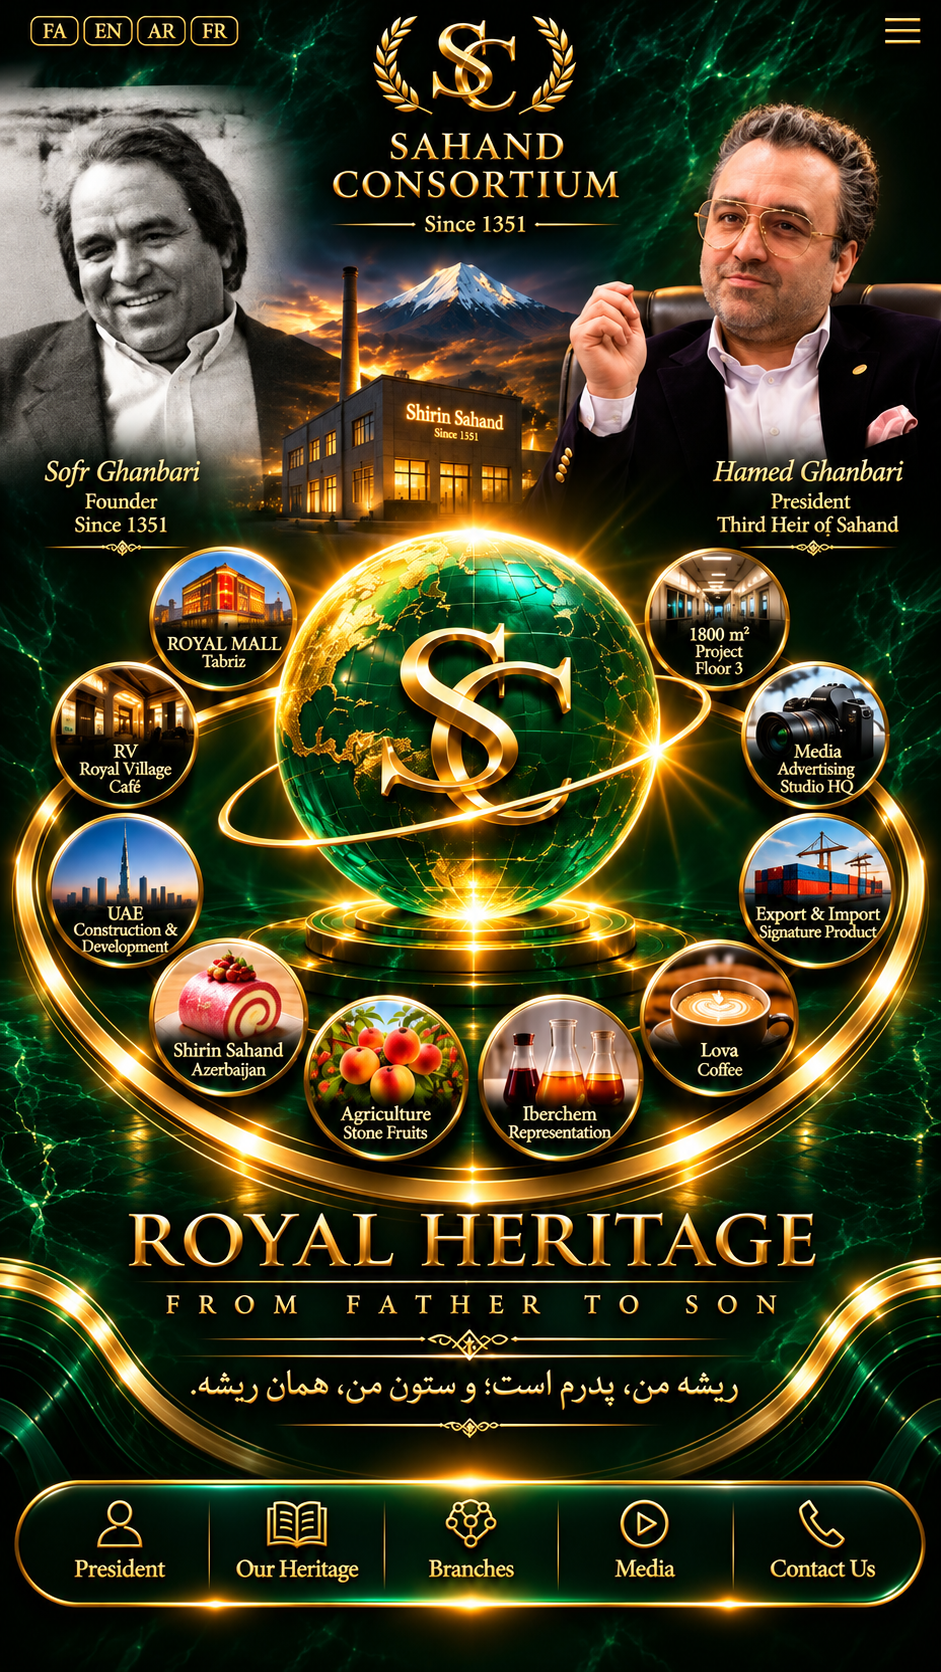 FA EN AR FR
SC
SAHAND
CONSORTIUM
Since 1351
Shirin Sahand
Since 1351
Sofr Ghanbari
Founder
Since 1351
Hamed Ghanbari
President
Third Heir of Sahand
SC
ROYAL MALL
Tabriz
1800 m²
Project
Floor 3
RV
Royal Village
Café
Media
Advertising
Studio HQ
UAE
Construction &
Development
Export & Import
Signature Product
Shirin Sahand
Azerbaijan
Lova
Coffee
Agriculture
Stone Fruits
Iberchem
Representation
ROYAL HERITAGE
FROM FATHER TO SON
ریشه من، پدرم است؛ و ستون من، همان ریشه.
President
Our Heritage
Branches
Media
Contact Us